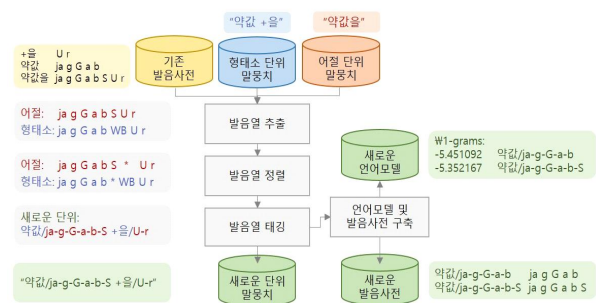 "약값 +을"
"약값을"
+을 U r
약값 ja g G a b
약값을 ja g G a b S U r
기존
발음사전
형태소 단위
말뭉치
어절 단위
말뭉치
어절: ja g G a b S U r
형태소: ja g G a b WB U r
발음열 추출
어절: ja g G a b S * U r
형태소: ja g G a b * WB U r
발음열 정렬
새로운
언어모델
₩1-grams:
-5.451092 약값/ja-g-G-a-b
-5.352167 약값/ja-g-G-a-b-S
새로운 단위:
약값/ja-g-G-a-b-S +을/U-r
발음열 태깅
언어모델 및
발음사전 구축
"약값/ja-g-G-a-b-S +을/U-r"
새로운 단위
말뭉치
새로운
발음사전
약값/ja-g-G-a-b ja g G a b
약값/ja-g-G-a-b-S ja g G a b S